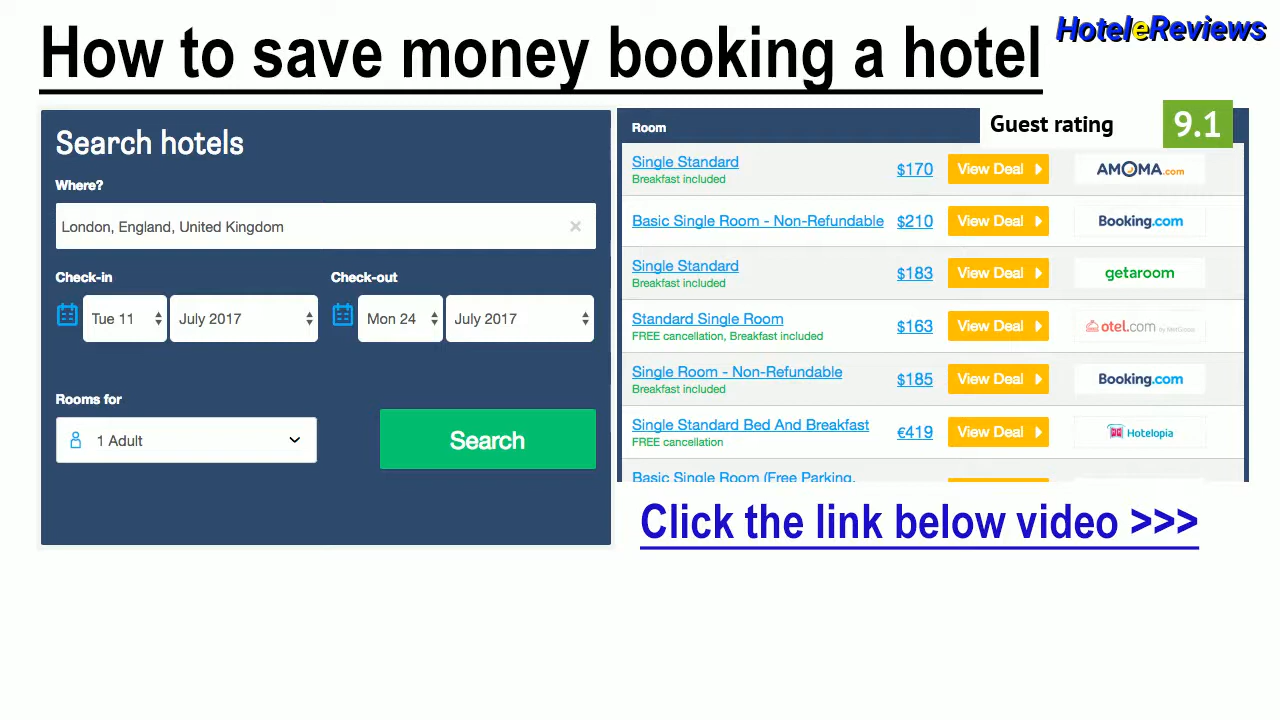 How to save money booking a hotel
HoteleReviews
Search hotels
Where?
London, England, United Kingdom
Check-in
Check-out
Tue 11
July 2017
Mon 24
July 2017
Rooms for
1 Adult
Search
Room
Guest rating
9.1
Single Standard
Breakfast included
$170
View Deal
AMOMA.com
Basic Single Room - Non-Refundable
$210
View Deal
Booking.com
Single Standard
Breakfast included
$183
View Deal
getaroom
Standard Single Room
FREE cancellation, Breakfast included
$163
View Deal
otel.com
Single Room - Non-Refundable
Breakfast included
$185
View Deal
Booking.com
Single Standard Bed And Breakfast
FREE cancellation
€419
View Deal
Hotelopia
Basic Single Room (Free Parking,
Click the link below video >>>